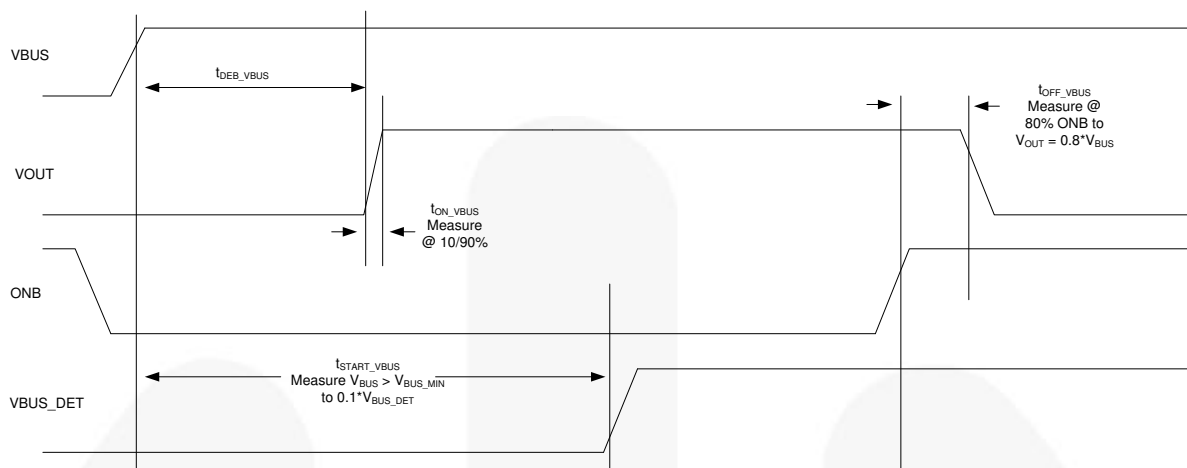 VBUS
tDEB_VBUS
tOFF_VBUS
Measure @
80% ONB to
VOUT = 0.8*VBUS
VOUT
tON_VBUS
Measure
@ 10/90%
ONB
tSTART_VBUS
Measure VBUS > VBUS_MIN
to 0.1*VBUS_DET
VBUS_DET